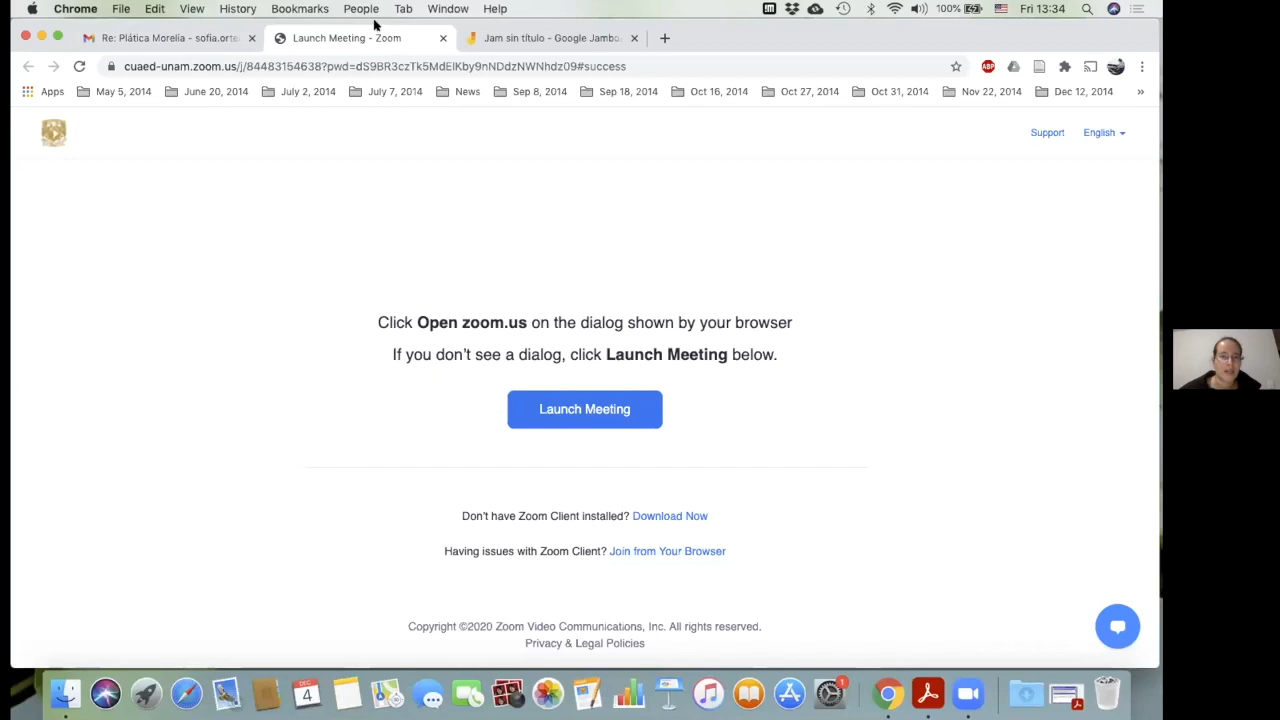 Chrome File Edit View History Bookmarks People Tab Window Help 100% Fri 13:34
Re: Plática Morelia - sofia.orte Launch Meeting - Zoom Jam sin título - Google Jambo
cuaed-unam.zoom.us/j/84483154638?pwd=dS9BR3czTk5MdElKby9nNDdzNWNhdz09#success ABP
Apps May 5, 2014 June 20, 2014 July 2, 2014 July 7, 2014 News Sep 8, 2014 Sep 18, 2014 Oct 16, 2014 Oct 27, 2014 Oct 31, 2014 Nov 22, 2014 Dec 12, 2014 »
Support English
Click Open zoom.us on the dialog shown by your browser
If you don't see a dialog, click Launch Meeting below.
Launch Meeting
Don't have Zoom Client installed? Download Now
Having issues with Zoom Client? Join from Your Browser
Copyright ©2020 Zoom Video Communications, Inc. All rights reserved.
Privacy & Legal Policies
4
1